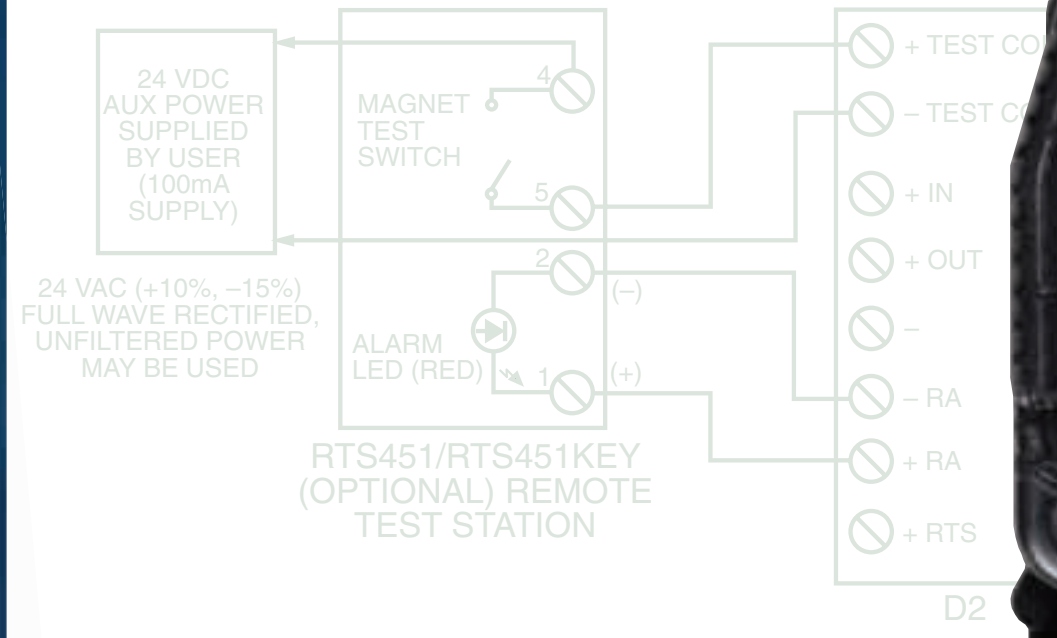 24 VDC
AUX POWER
SUPPLIED
BY USER
(100mA
SUPPLY)
24 VAC (+10%, –15%)
FULL WAVE RECTIFIED,
UNFILTERED POWER
MAY BE USED
MAGNET
TEST
SWITCH
4
5
2
(–)
ALARM
LED (RED)
1
(+)
RTS451/RTS451KEY
(OPTIONAL) REMOTE
TEST STATION
+ TEST
– TEST
+ IN
+ OUT
–
– RA
+ RA
+ RTS
D2